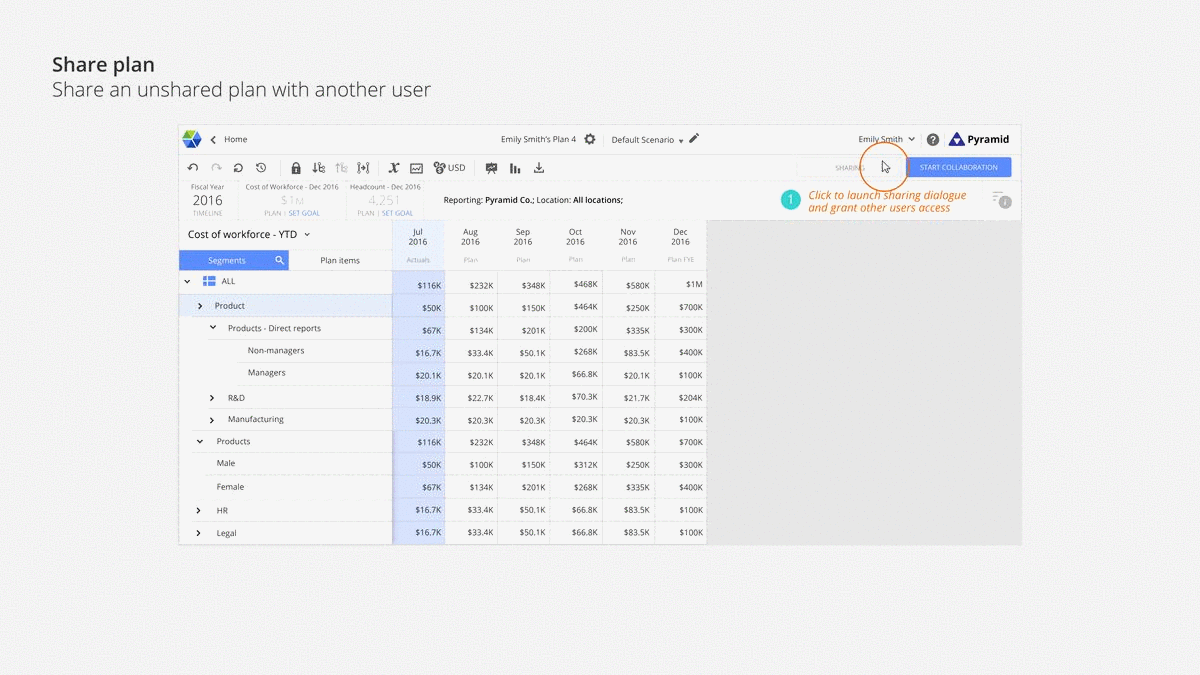 Share plan
Share an unshared plan with another user
Home
Emily Smith's Plan 4
Default Scenario
Emily Smith
?
Pyramid
x
USD
SHARING
START COLLABORATION
Fiscal Year
2016
TIMELINE
Cost of Workforce - Dec 2016
$1M
PLAN | SET GOAL
Headcount - Dec 2016
4,251
PLAN | SET GOAL
Reporting: Pyramid Co.; Location: All locations;
1
Click to launch sharing dialogue
and grant other users access
i
Cost of workforce - YTD
Jul 2016 Aug 2016 Sep 2016 Oct 2016 Nov 2016 Dec 2016
Segments Plan items Actuals Plan Plan Plan Plan Plan FYE
ALL $116K $232K $348K $468K $580K $1M
Product $50K $100K $150K $464K $250K $700K
Products - Direct reports $67K $134K $201K $200K $335K $300K
Non-managers $16.7K $33.4K $50.1K $268K $83.5K $400K
Managers $20.1K $20.1K $20.1K $66.8K $20.1K $100K
R&D $18.9K $22.7K $18.4K $70.3K $21.7K $204K
Manufacturing $20.3K $20.3K $20.3K $20.3K $20.3K $100K
Products $116K $232K $348K $464K $580K $700K
Male $50K $100K $150K $312K $250K $300K
Female $67K $134K $201K $268K $335K $400K
HR $16.7K $33.4K $50.1K $66.8K $83.5K $100K
Legal $16.7K $33.4K $50.1K $66.8K $83.5K $100K